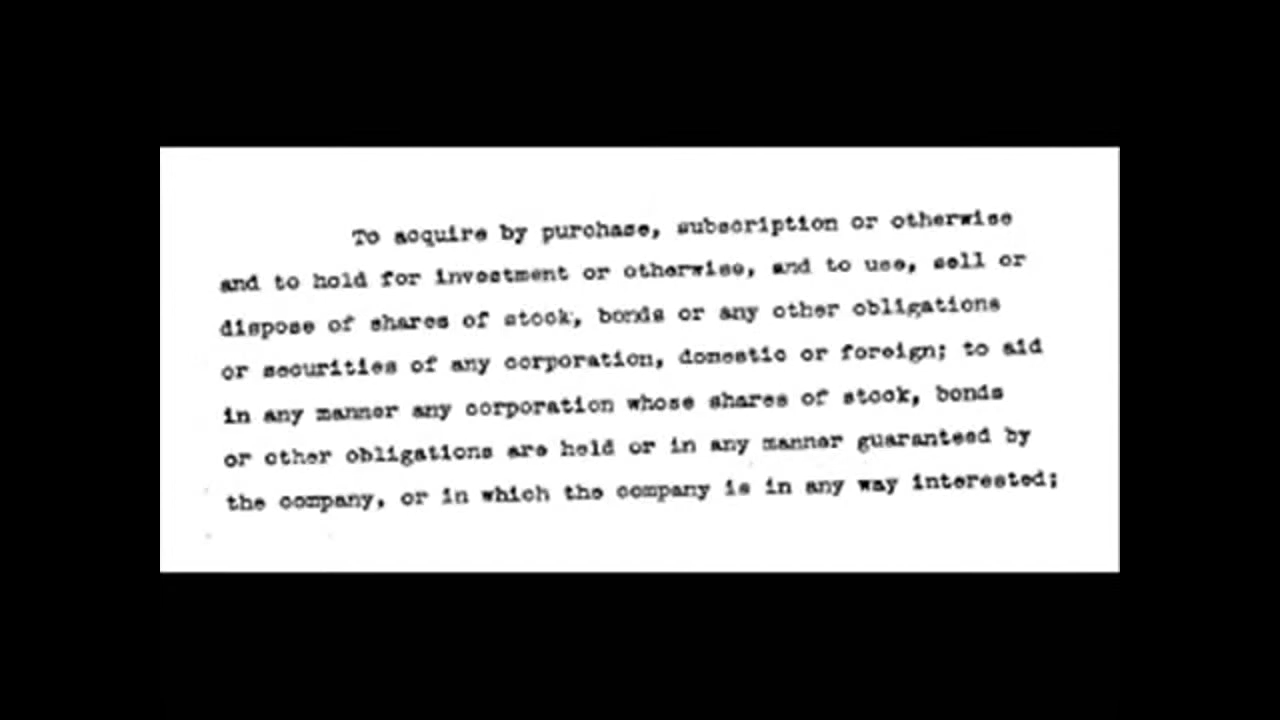 To acquire by purchase, subscription or otherwise
and to hold for investment or otherwise, and to use, sell or
dispose of shares of stock, bonds or any other obligations
or securities of any corporation, domestic or foreign; to aid
in any manner any corporation whose shares of stock, bonds
or other obligations are held or in any manner guaranteed by
the company, or in which the company is in any way interested;